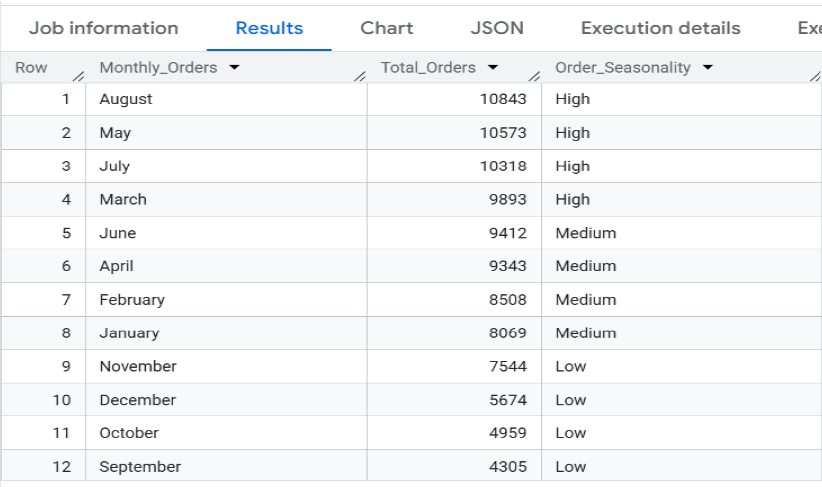 Job information Results Chart JSON Execution details Exe
Row Monthly_Orders Total_Orders Order_Seasonality
1 August 10843 High
2 May 10573 High
3 July 10318 High
4 March 9893 High
5 June 9412 Medium
6 April 9343 Medium
7 February 8508 Medium
8 January 8069 Medium
9 November 7544 Low
10 December 5674 Low
11 October 4959 Low
12 September 4305 Low